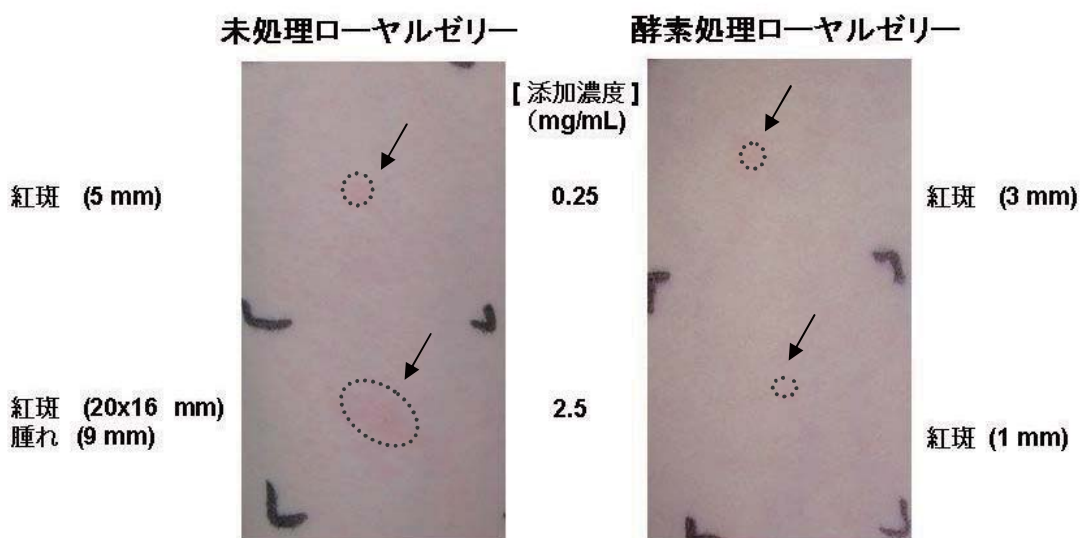 未処理ローヤルゼリー
酵素処理ローヤルゼリー
[ 添加濃度 ]
(mg/mL)
紅斑 (5 mm)
0.25
紅斑 (3 mm)
紅斑 (20x16 mm)
腫れ (9 mm)
2.5
紅斑 (1 mm)